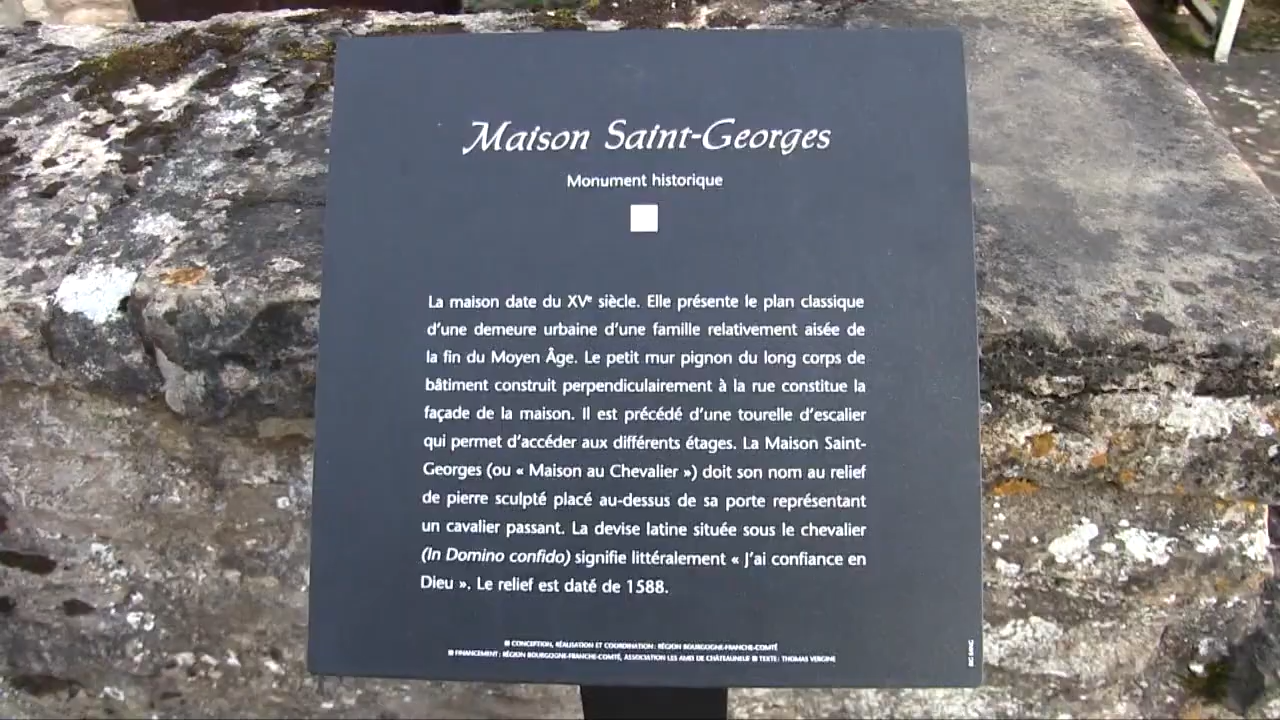 Maison Saint-Georges
Monument historique
La maison date du XVe siècle. Elle présente le plan classique
d'une demeure urbaine d'une famille relativement aisée de
la fin du Moyen Âge. Le petit mur pignon du long corps de
bâtiment construit perpendiculairement à la rue constitue la
façade de la maison. Il est précédé d'une tourelle d'escalier
qui permet d'accéder aux différents étages. La Maison Saint-
Georges (ou « Maison au Chevalier ») doit son nom au relief
de pierre sculpté placé au-dessus de sa porte représentant
un cavalier passant. La devise latine située sous le chevalier
(In Domino confido) signifie littéralement « J'ai confiance en
Dieu ». Le relief est daté de 1588.
CONCEPTION, RÉALISATION ET COORDINATION : RÉGION BOURGOGNE-FRANCHE-COMTÉ
FINANCEMENT : RÉGION BOURGOGNE-FRANCHE-COMTÉ, ASSOCIATION LES AMIS DE CHÂTEAUNEUF TEXTE : THOMAS VERGINE